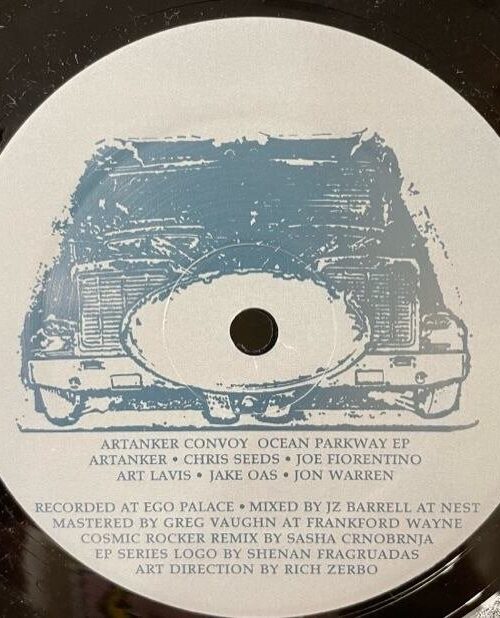 ARTANKER CONVOY OCEAN PARKWAY EP
ARTANKER • CHRIS SEEDS • JOE FIORENTINO
ART LAVIS • JAKE OAS • JON WARREN
RECORDED AT EGO PALACE • MIXED BY JZ BARRELL AT NEST
MASTERED BY GREG VAUGHN AT FRANKFORD WAYNE
COSMIC ROCKER REMIX BY SASHA CRNOBRNJA
EP SERIES LOGO BY SHENAN FRAGRUADAS
ART DIRECTION BY RICH ZERBO